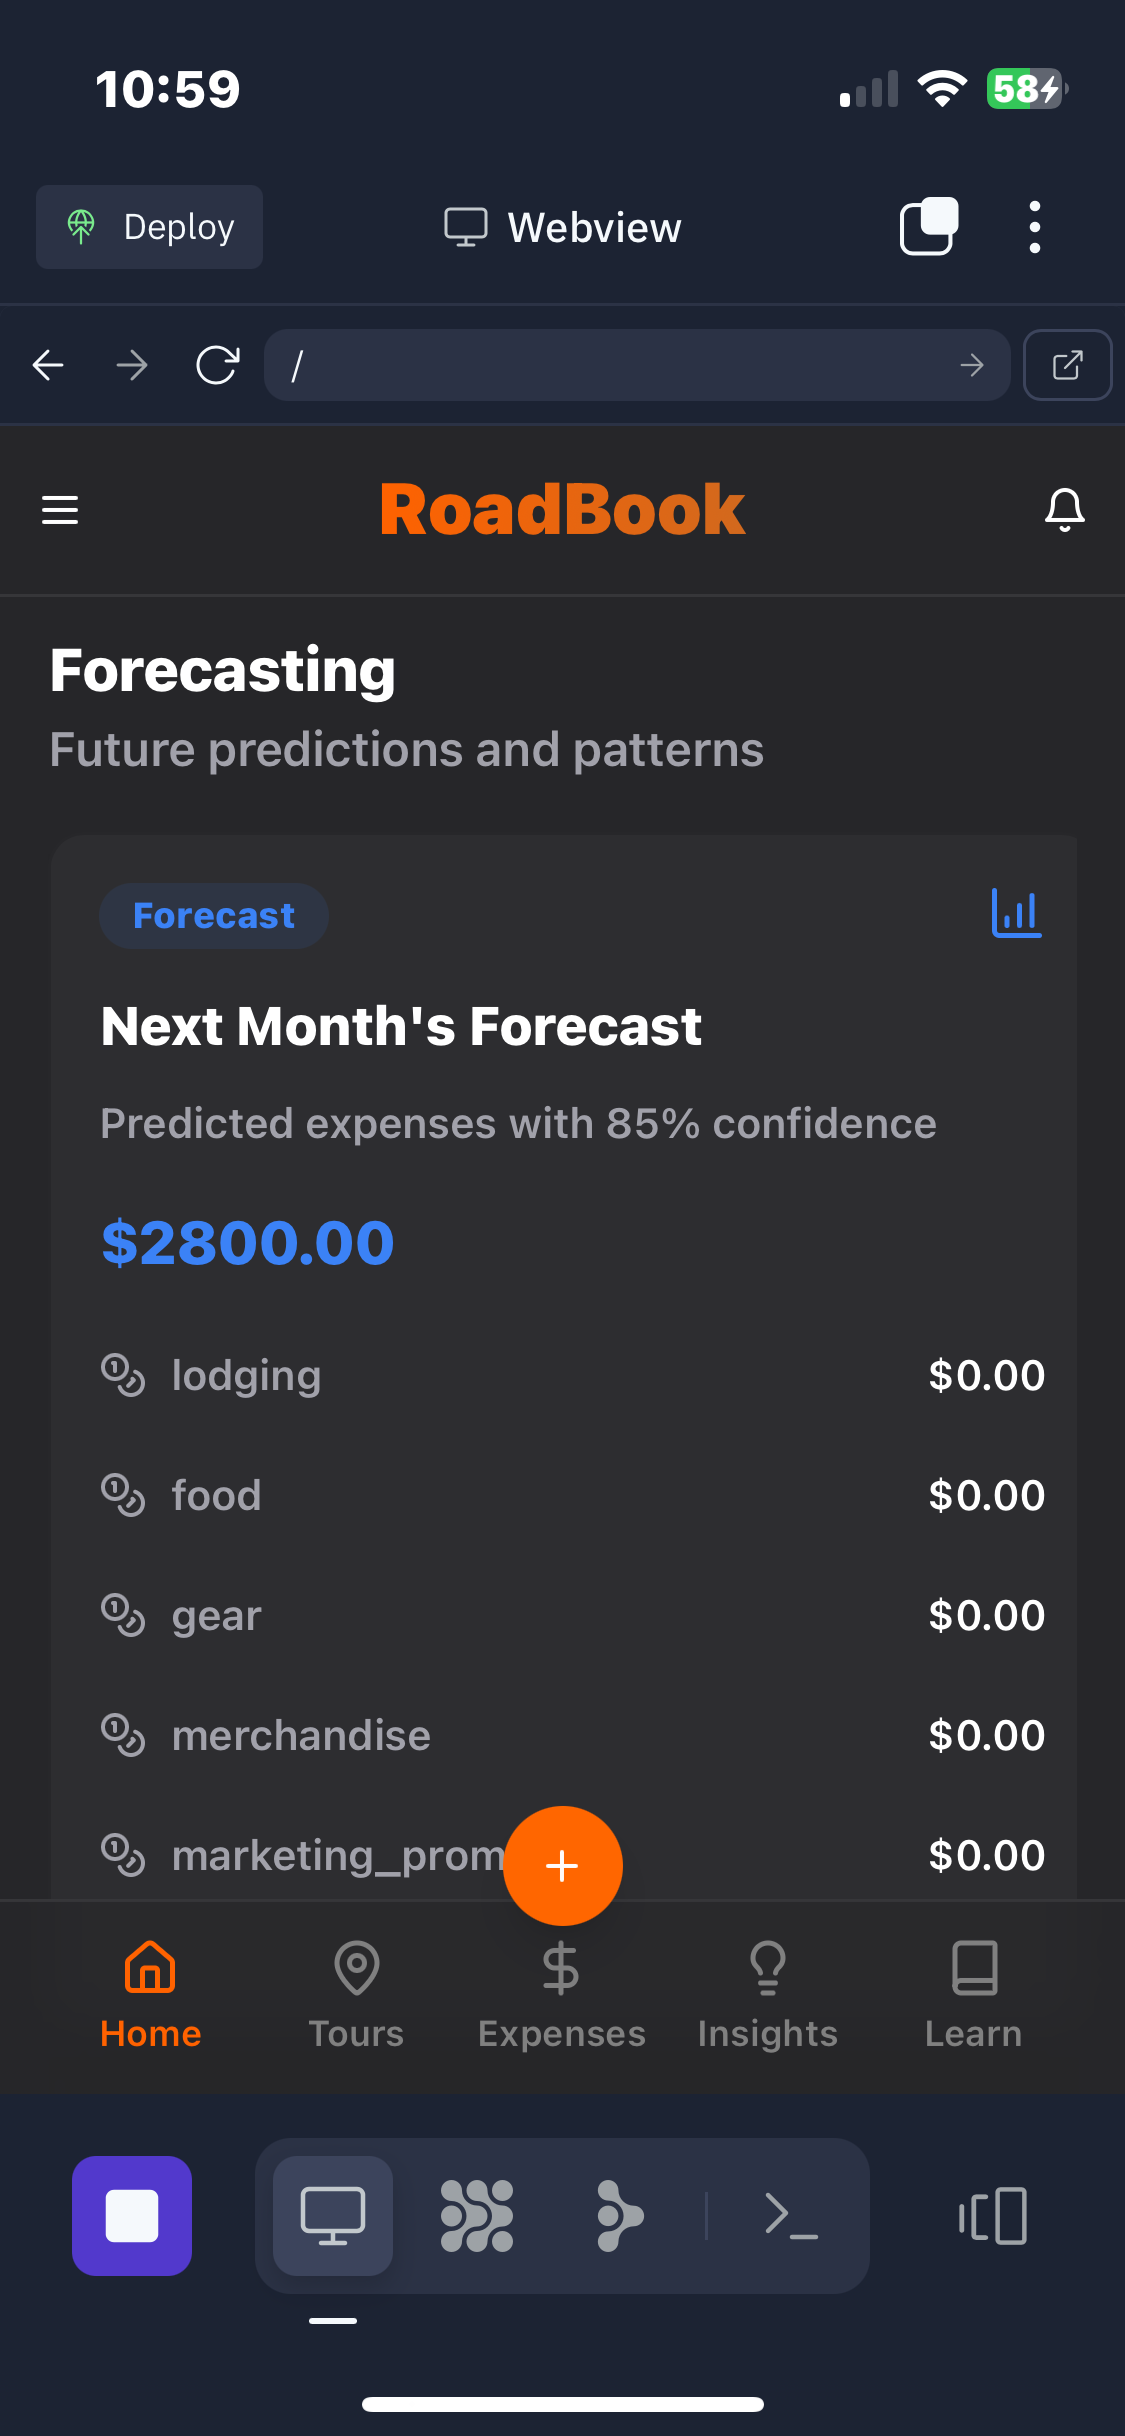 10:59
58
Deploy
Webview
/
RoadBook
Forecasting
Future predictions and patterns
Forecast
Next Month's Forecast
Predicted expenses with 85% confidence
$2800.00
lodging $0.00
food $0.00
gear $0.00
merchandise $0.00
marketing_prom $0.00
Home Tours Expenses Insights Learn